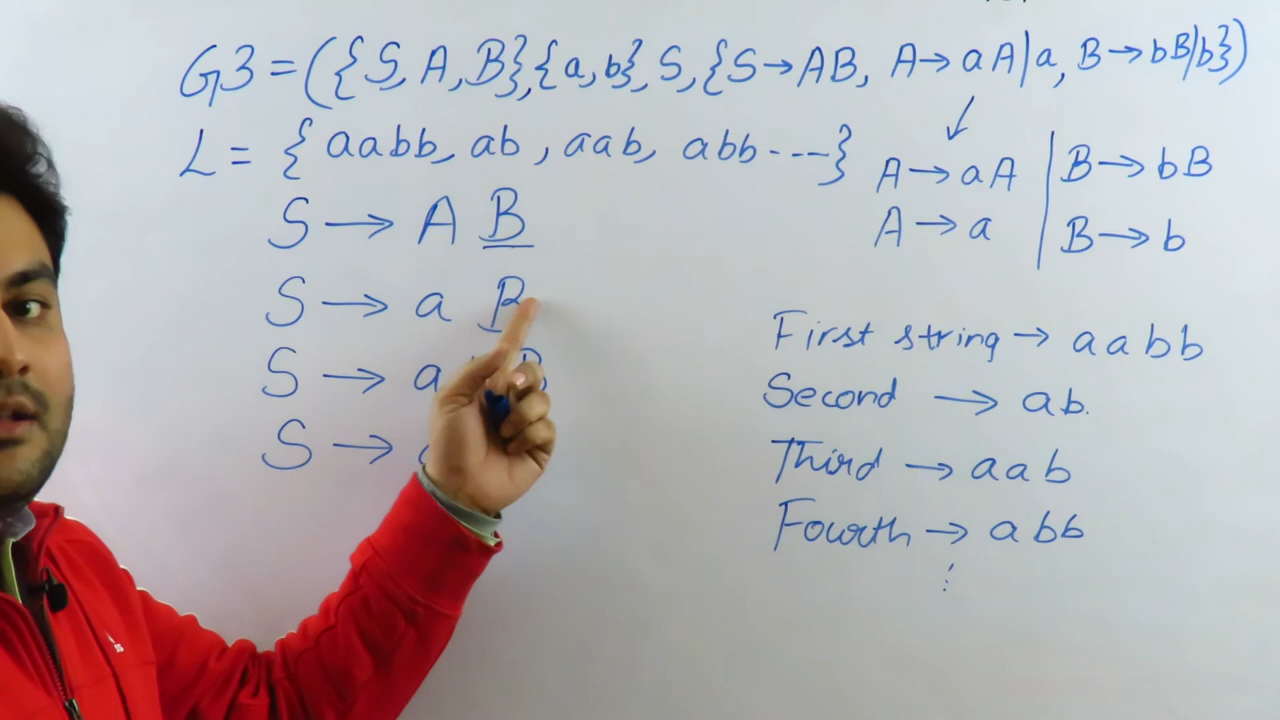 G3 = ({S, A, B}, {a, b}, S, {S → AB, A → aA|a, B → bB|b})
L = { aabb, ab, aab, abb ---}
A → aA | B → bB
A → a | B → b
S → A B
S → a B
S → a B
S →
First string → aabb
Second → ab.
Third → aab
Fourth → abb